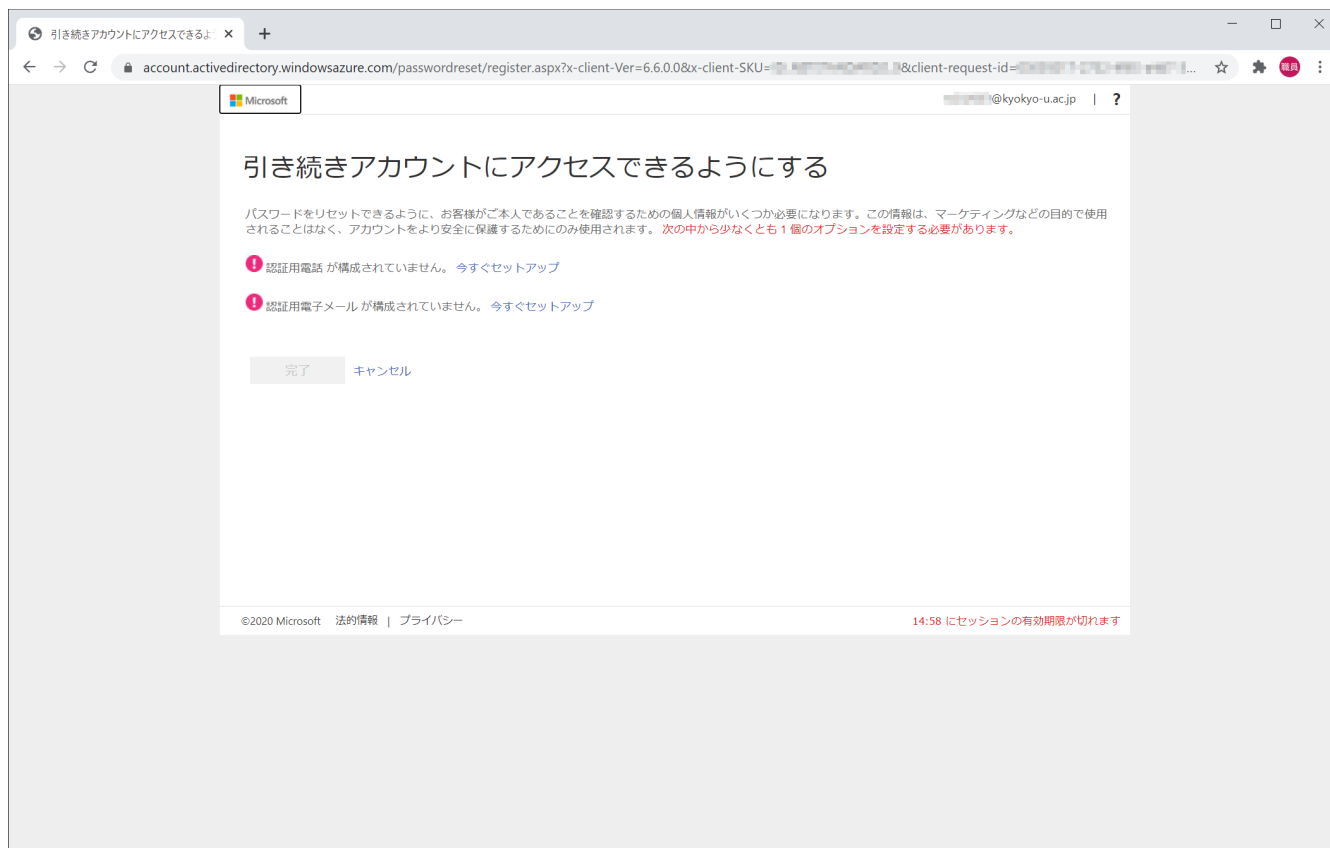 引き続きアカウントにアクセスできるよ
account.activedirectory.windowsazure.com/passwordreset/register.aspx?x-client-Ver=6.6.0.0&x-client-SKU= &client-request-id= ...
職員
Microsoft
@kyokyo-u.ac.jp | ?
引き続きアカウントにアクセスできるようにする
パスワードをリセットできるように、お客様がご本人であることを確認するための個人情報がいくつか必要になります。この情報は、マーケティングなどの目的で使用
されることはなく、アカウントをより安全に保護するためにのみ使用されます。 次の中から少なくとも 1 個のオプションを設定する必要があります。
認証用電話 が構成されていません。 今すぐセットアップ
認証用電子メール が構成されていません。 今すぐセットアップ
完了 キャンセル
©2020 Microsoft 法的情報 | プライバシー 14:58 にセッションの有効期限が切れます